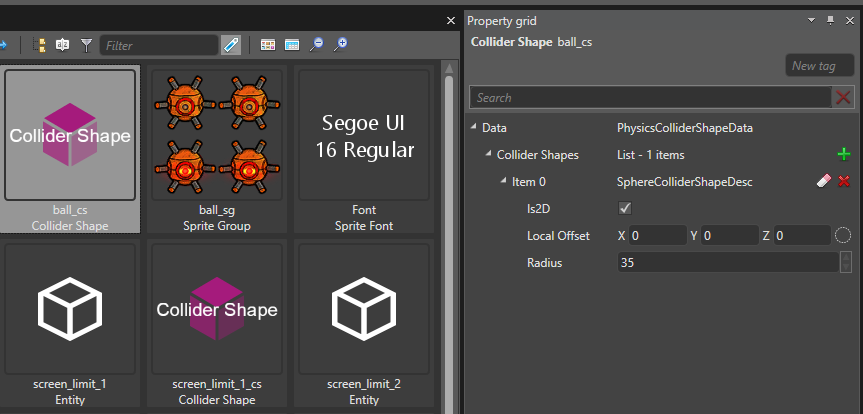 Property grid
Collider Shape ball_cs
New tag
Filter
Search
Collider Shape
ball_cs
Collider Shape
ball_sg
Sprite Group
Segoe UI
16 Regular
Font
Sprite Font
screen_limit_1
Entity
Collider Shape
screen_limit_1_cs
Collider Shape
screen_limit_2
Entity
Data PhysicsColliderShapeData
Collider Shapes List - 1 items
Item 0 SphereColliderShapeDesc
Is2D
Local Offset X 0 Y 0 Z 0
Radius 35